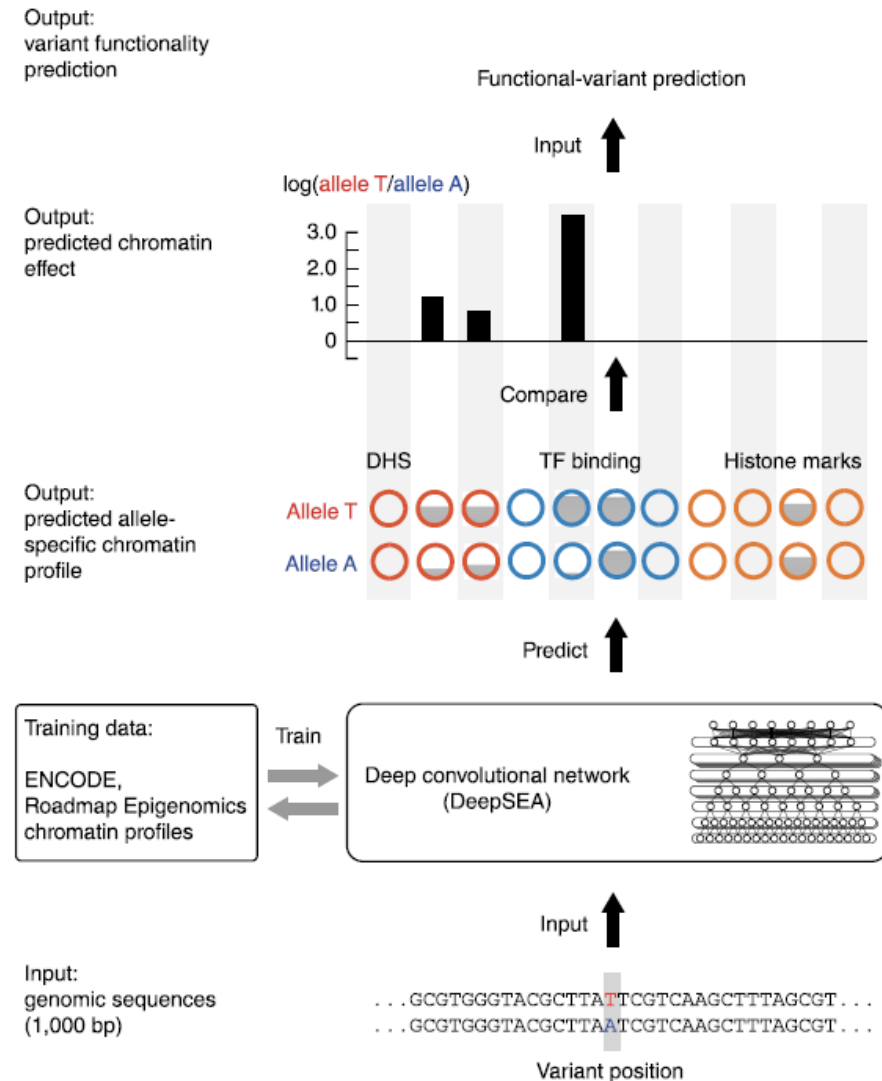 Output:
variant functionality
prediction
Functional-variant prediction
Input
log(allele T/allele A)
Output:
predicted chromatin
effect
3.0
2.0
1.0
0
Compare
DHS
TF binding
Histone marks
Output:
predicted allele-
specific chromatin
profile
Allele T
Allele A
Predict
Training data:
ENCODE,
Roadmap Epigenomics
chromatin profiles
Train
Deep convolutional network
(DeepSEA)
Input
Input:
genomic sequences
(1,000 bp)
...GCGTGGGTACGCTTATTCGTCAAGCTTTAGCGT...
...GCGTGGGTACGCTTAATCGTCAAGCTTTAGCGT...
Variant position